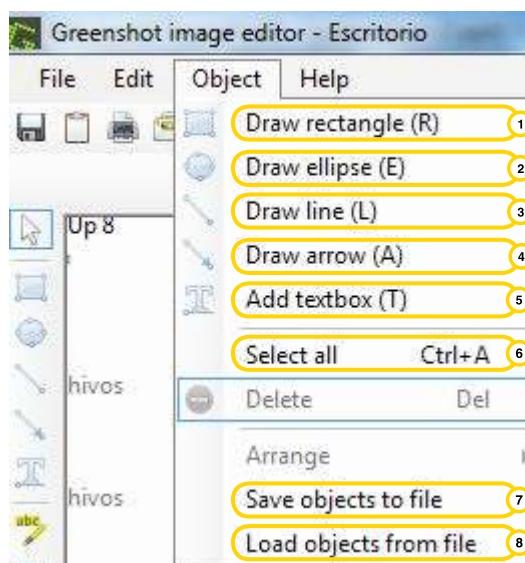 Greenshot image editor - Escritorio
File Edit Object Help
Draw rectangle (R) 1
Draw ellipse (E) 2
Draw line (L) 3
Up 8
Draw arrow (A) 4
Add textbox (T) 5
Select all Ctrl+A 6
hivos
Delete Del
Arrange
hivos
Save objects to file 7
abc
Load objects from file 8